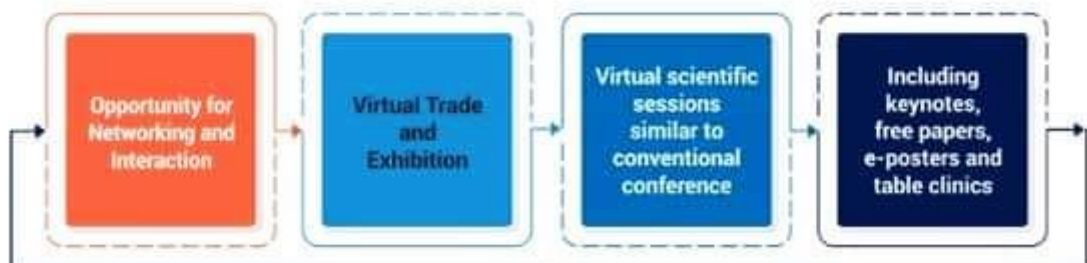 Opportunity for
Networking and
Interaction
Virtual Trade
and
Exhibition
Virtual scientific
sessions
similar to
conventional
conference
Including
keynotes,
free papers,
e-posters and
table clinics